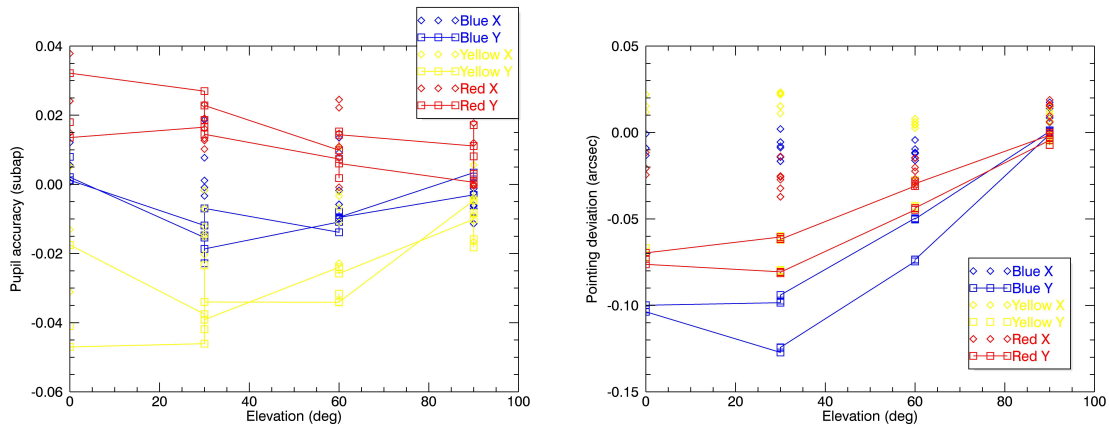 Blue X
Blue Y
Yellow X
Yellow Y
Red X
Red Y
0.04
0.02
0.00
-0.02
-0.04
-0.06
Pupil accuracy (subap)
0
20
40
60
80
100
Elevation (deg)
0.05
0.00
-0.05
-0.10
-0.15
Pointing deviation (arcsec)
Blue X
Blue Y
Yellow X
Yellow Y
Red X
Red Y
0
20
40
60
80
100
Elevation (deg)